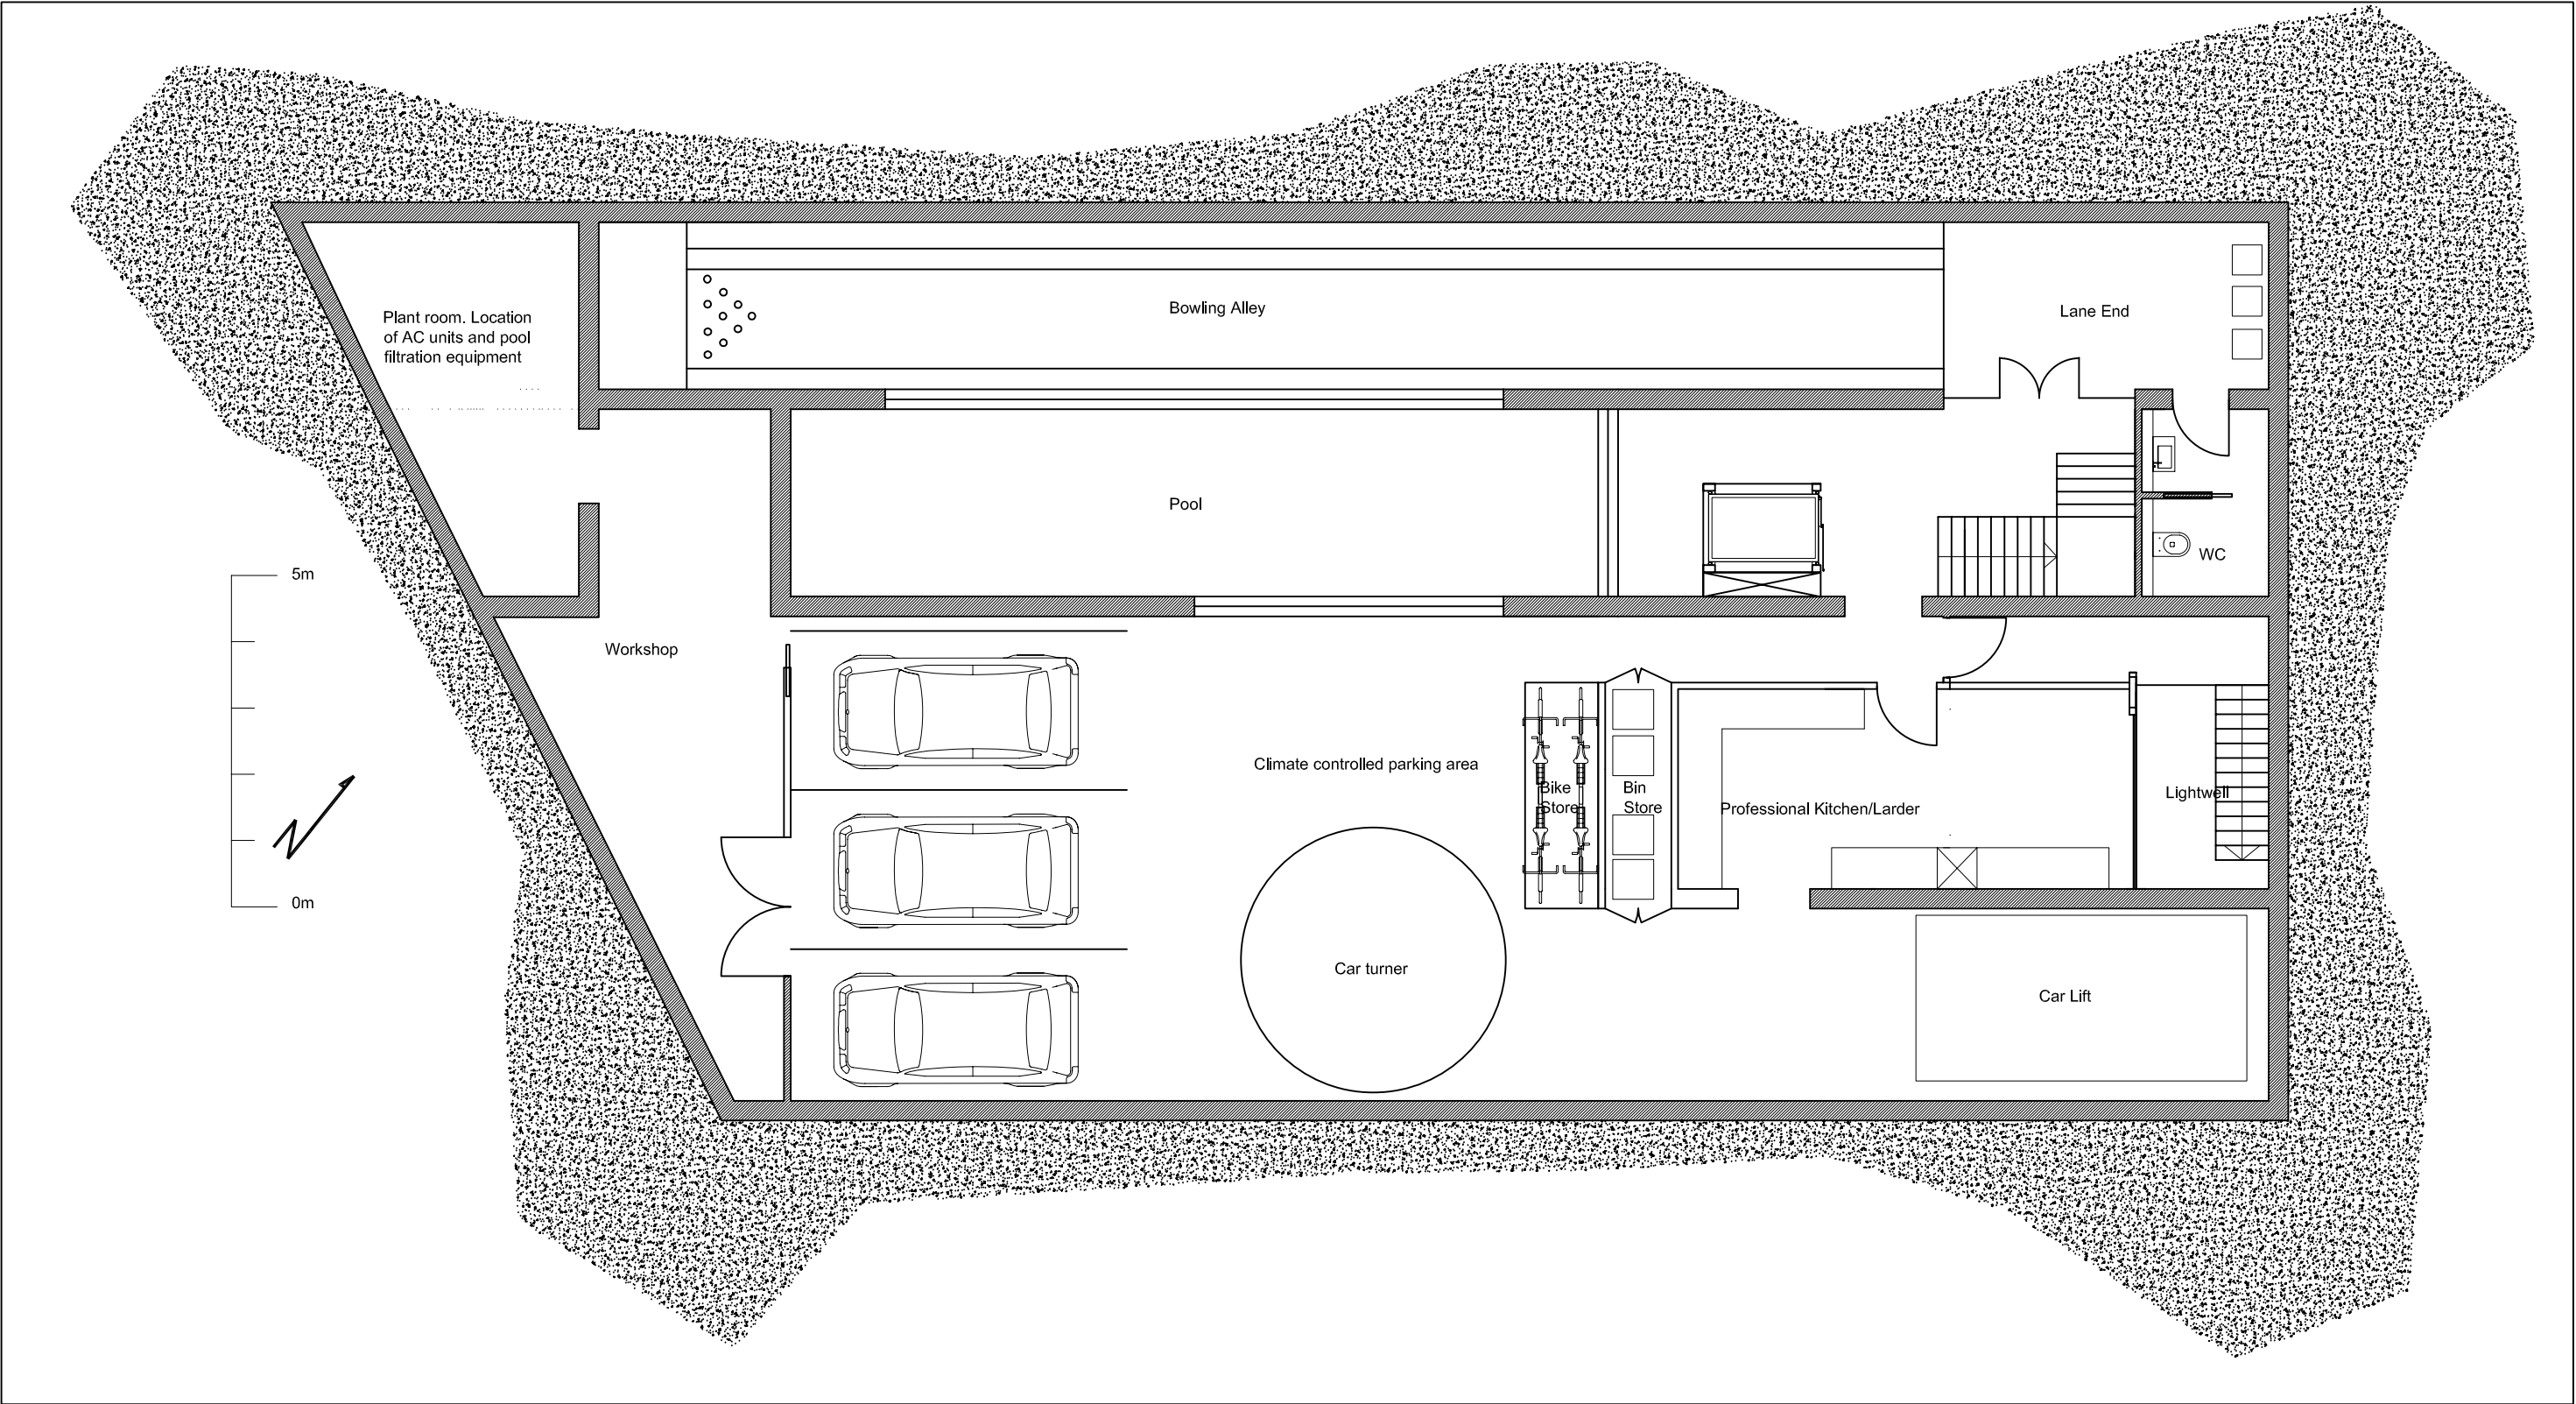 Plant room. Location
of AC units and pool
filtration equipment
Bowling Alley
Lane End
Pool
WC
5m
Workshop
Climate controlled parking area
Bike
Store
Bin
Store
Professional Kitchen/Larder
Lightwell
N
0m
Car turner
Car Lift